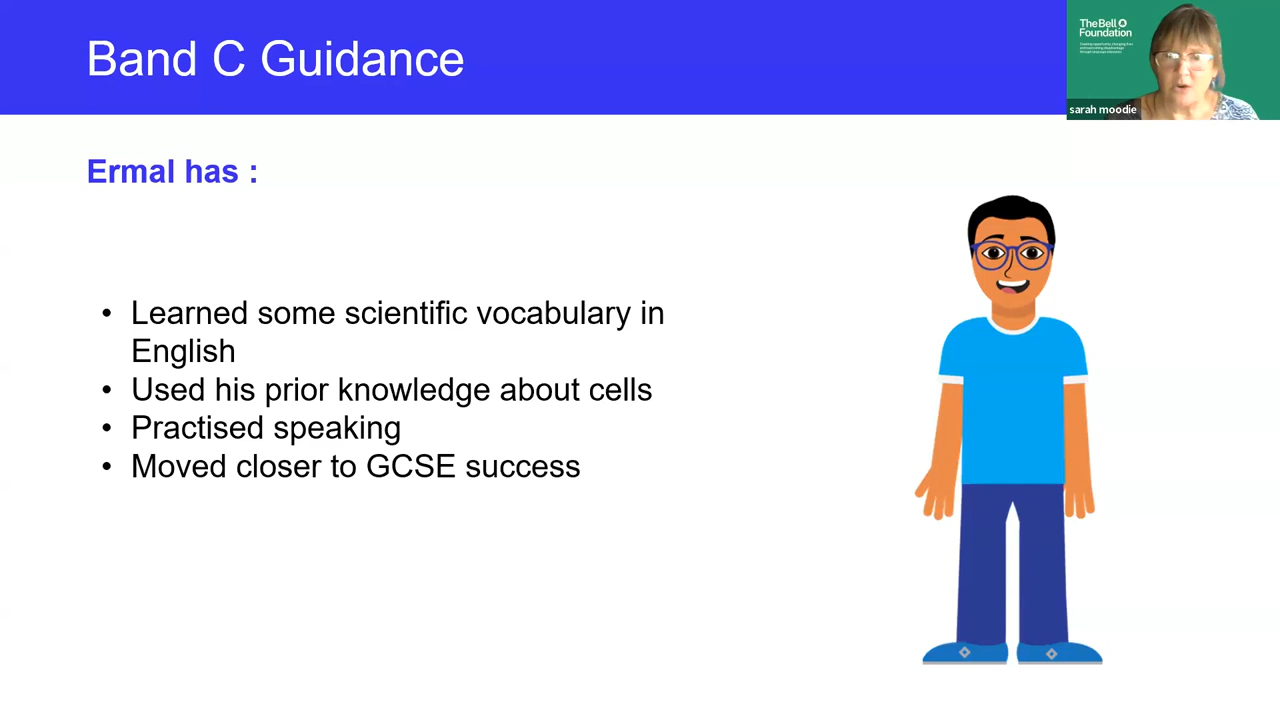 Band C Guidance
The Bell
Foundation
sarah moodie
Ermal has :
• Learned some scientific vocabulary in
English
• Used his prior knowledge about cells
• Practised speaking
• Moved closer to GCSE success